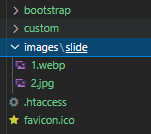 bootstrap
custom
images\slide
1.webp
2.jpg
.htaccess
favicon.ico